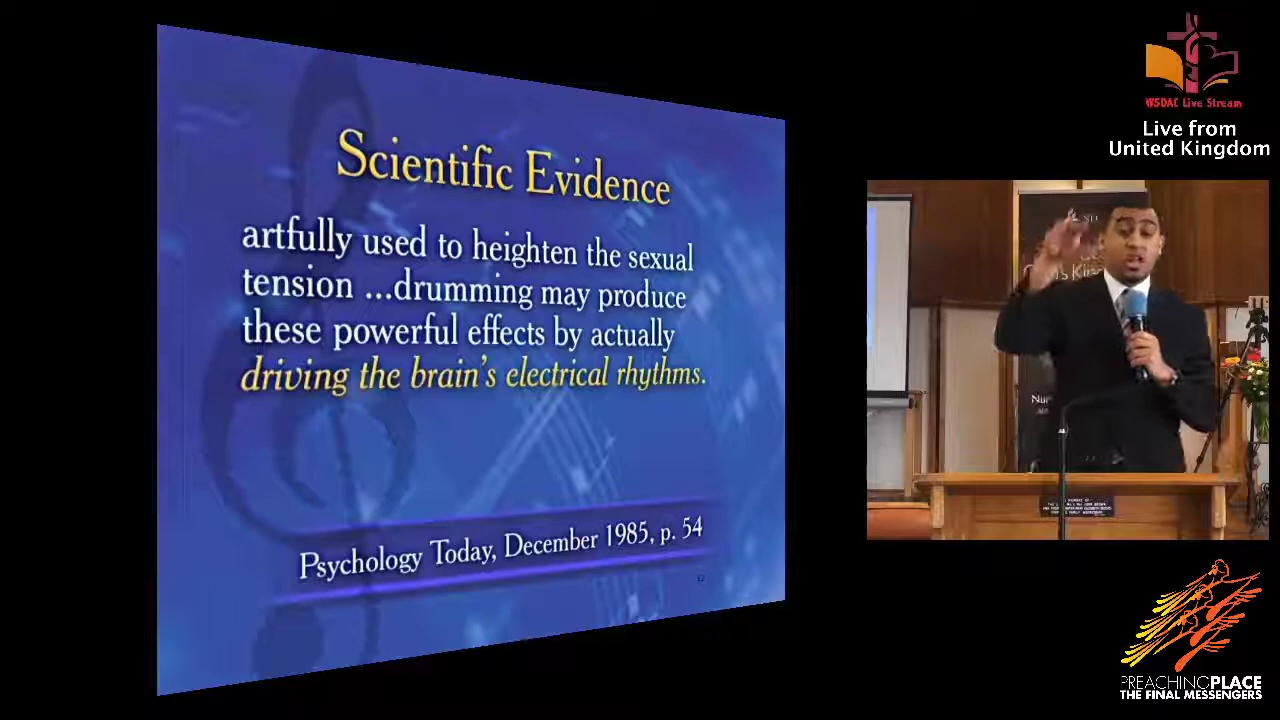 Scientific Evidence
artfully used to heighten the sexual
tension ...drumming may produce
these powerful effects by actually
driving the brain's electrical rhythms.
Psychology Today, December 1985, p. 54
WSDAC Live Stream
Live from
United Kingdom
PREACHINGPLACE
THE FINAL MESSENGERS